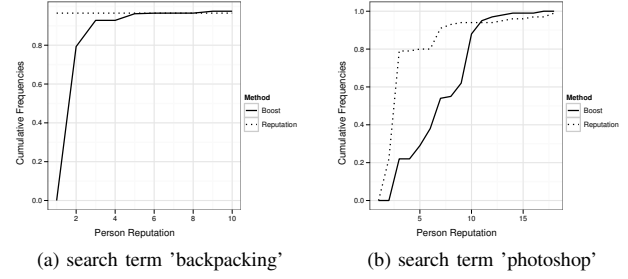 Cumulative Frequencies
0.8
0.6
0.4
0.2
0.0
2 4 6 8 10
Person Reputation
Method
Boost
Reputation
(a) search term 'backpacking'
Cumulative Frequencies
1.0
0.8
0.6
0.4
0.2
0.0
5 10 15
Person Reputation
Method
Boost
Reputation
(b) search term 'photoshop'